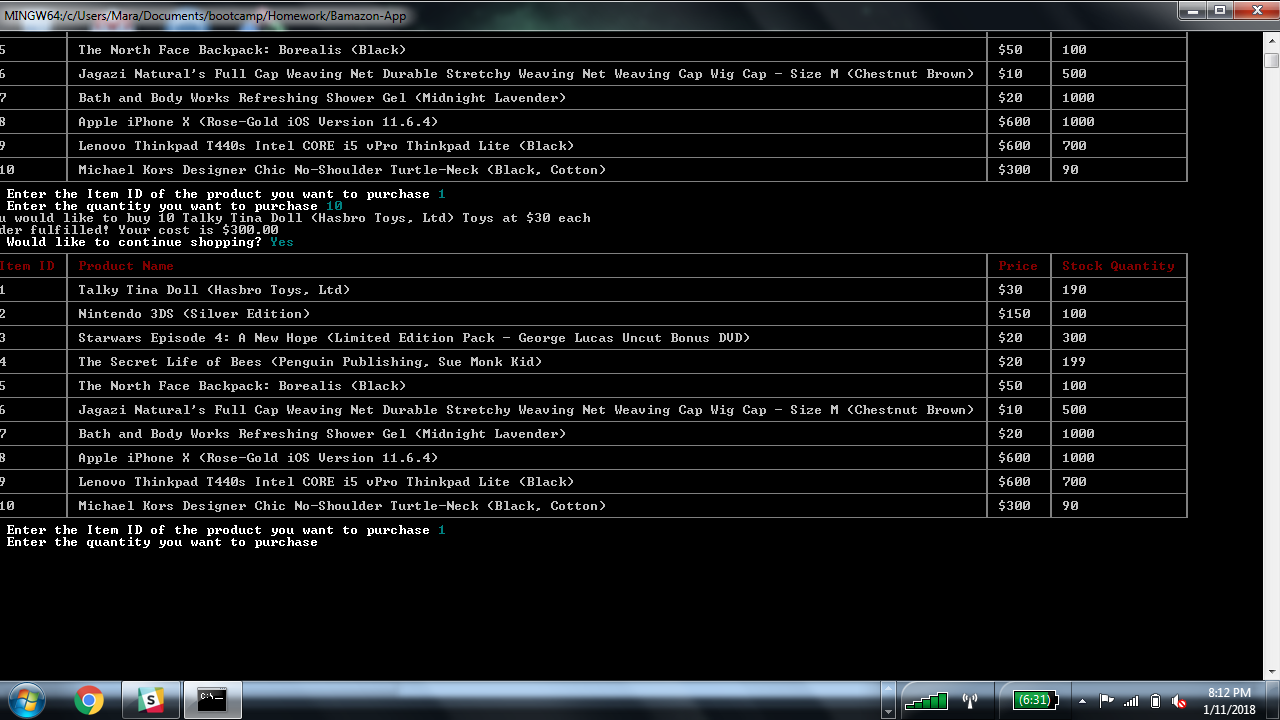 MINGW64:/c/Users/Mara/Documents/bootcamp/Homework/Bamazon-App
5 The North Face Backpack: Borealis (Black) $50 100
6 Jagazi Natural's Full Cap Weaving Net Durable Stretchy Weaving Net Weaving Cap Wig Cap - Size M (Chestnut Brown) $10 500
7 Bath and Body Works Refreshing Shower Gel (Midnight Lavender) $20 1000
8 Apple iPhone X (Rose-Gold iOS Version 11.6.4) $600 1000
9 Lenovo Thinkpad T440s Intel CORE i5 vPro Thinkpad Lite (Black) $600 700
10 Michael Kors Designer Chic No-Shoulder Turtle-Neck (Black, Cotton) $300 90
Enter the Item ID of the product you want to purchase 1
Enter the quantity you want to purchase 10
u would like to buy 10 Talky Tina Doll (Hasbro Toys, Ltd) Toys at $30 each
der fulfilled! Your cost is $300.00
Would like to continue shopping? Yes
Item ID Product Name Price Stock Quantity
1 Talky Tina Doll (Hasbro Toys, Ltd) $30 190
2 Nintendo 3DS (Silver Edition) $150 100
3 Starwars Episode 4: A New Hope (Limited Edition Pack - George Lucas Uncut Bonus DVD) $20 300
4 The Secret Life of Bees (Penguin Publishing, Sue Monk Kid) $20 199
5 The North Face Backpack: Borealis (Black) $50 100
6 Jagazi Natural's Full Cap Weaving Net Durable Stretchy Weaving Net Weaving Cap Wig Cap - Size M (Chestnut Brown) $10 500
7 Bath and Body Works Refreshing Shower Gel (Midnight Lavender) $20 1000
8 Apple iPhone X (Rose-Gold iOS Version 11.6.4) $600 1000
9 Lenovo Thinkpad T440s Intel CORE i5 vPro Thinkpad Lite (Black) $600 700
10 Michael Kors Designer Chic No-Shoulder Turtle-Neck (Black, Cotton) $300 90
Enter the Item ID of the product you want to purchase 1
Enter the quantity you want to purchase
C:\_
(6:31)
8:12 PM
1/11/2018